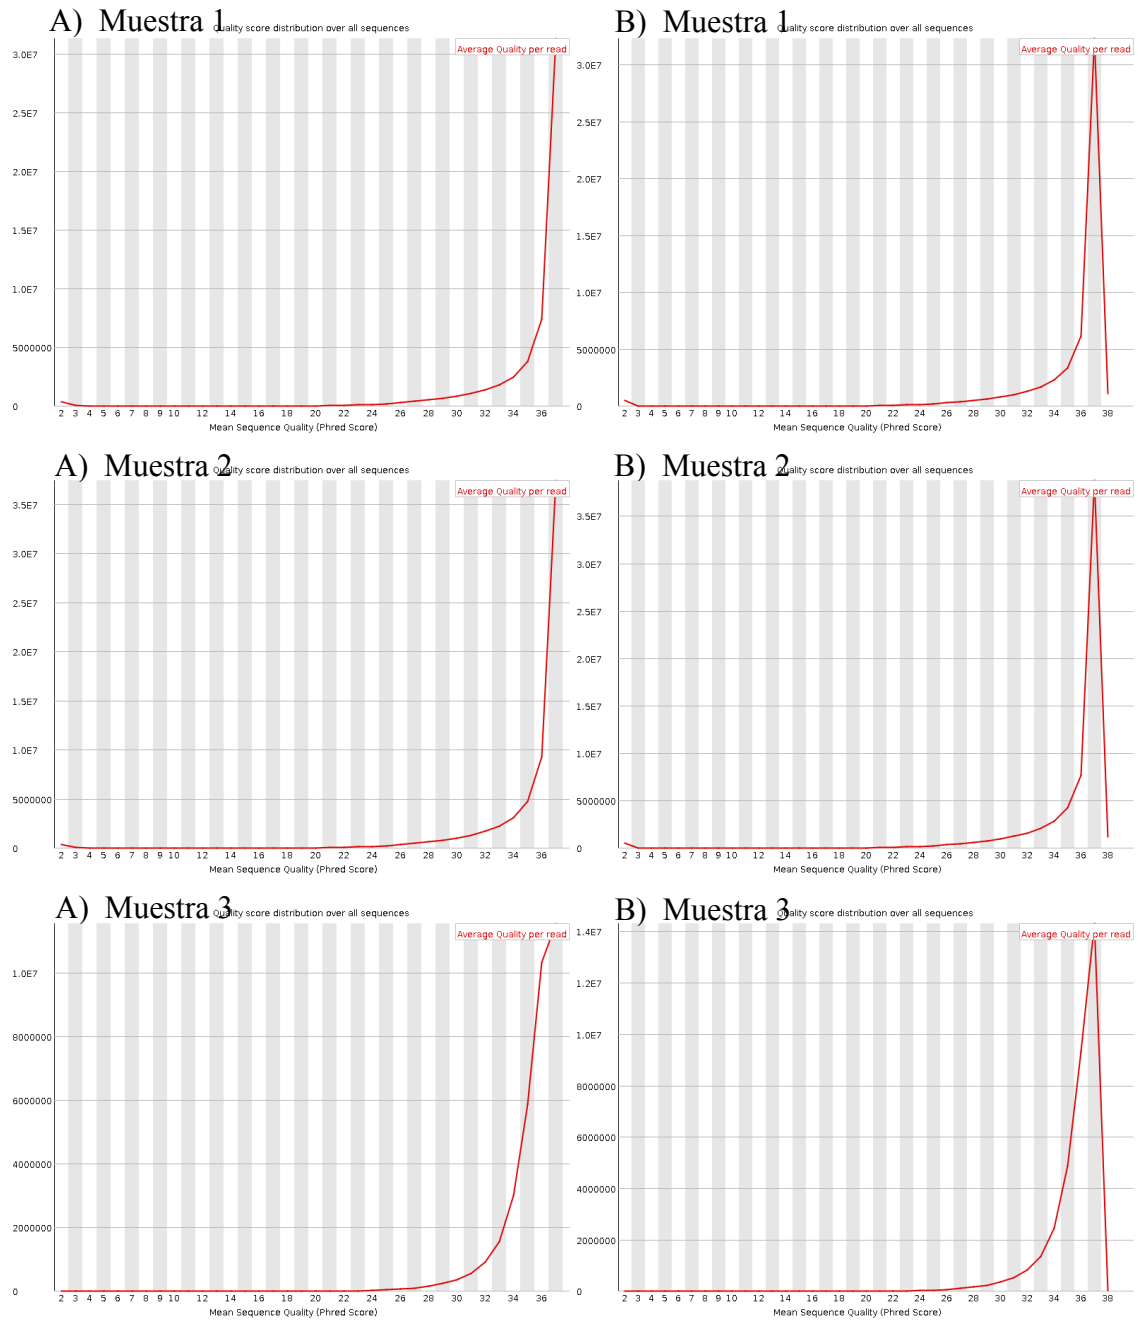 A) Muestra 1
Quality score distribution over all sequences
Average Quality per read
3.0E7
2.5E7
2.0E7
1.5E7
1.0E7
5000000
0
2 3 4 5 6 7 8 9 10 12 14 16 18 20 22 24 26 28 30 32 34 36
Mean Sequence Quality (Phred Score)
B) Muestra 1
Quality score distribution over all sequences
Average Quality per read
3.0E7
2.5E7
2.0E7
1.5E7
1.0E7
5000000
0
2 3 4 5 6 7 8 9 10 12 14 16 18 20 22 24 26 28 30 32 34 36 38
Mean Sequence Quality (Phred Score)
A) Muestra 2
Quality score distribution over all sequences
Average Quality per read
3.5E7
3.0E7
2.5E7
2.0E7
1.5E7
1.0E7
5000000
0
2 3 4 5 6 7 8 9 10 12 14 16 18 20 22 24 26 28 30 32 34 36
Mean Sequence Quality (Phred Score)
B) Muestra 2
Quality score distribution over all sequences
Average Quality per read
3.5E7
3.0E7
2.5E7
2.0E7
1.5E7
1.0E7
5000000
0
2 3 4 5 6 7 8 9 10 12 14 16 18 20 22 24 26 28 30 32 34 36 38
Mean Sequence Quality (Phred Score)
A) Muestra 3
Quality score distribution over all sequences
Average Quality per read
1.0E7
8000000
6000000
4000000
2000000
0
2 3 4 5 6 7 8 9 10 12 14 16 18 20 22 24 26 28 30 32 34 36
Mean Sequence Quality (Phred Score)
B) Muestra 3
Quality score distribution over all sequences
Average Quality per read
1.4E7
1.2E7
1.0E7
8000000
6000000
4000000
2000000
0
2 3 4 5 6 7 8 9 10 12 14 16 18 20 22 24 26 28 30 32 34 36 38
Mean Sequence Quality (Phred Score)